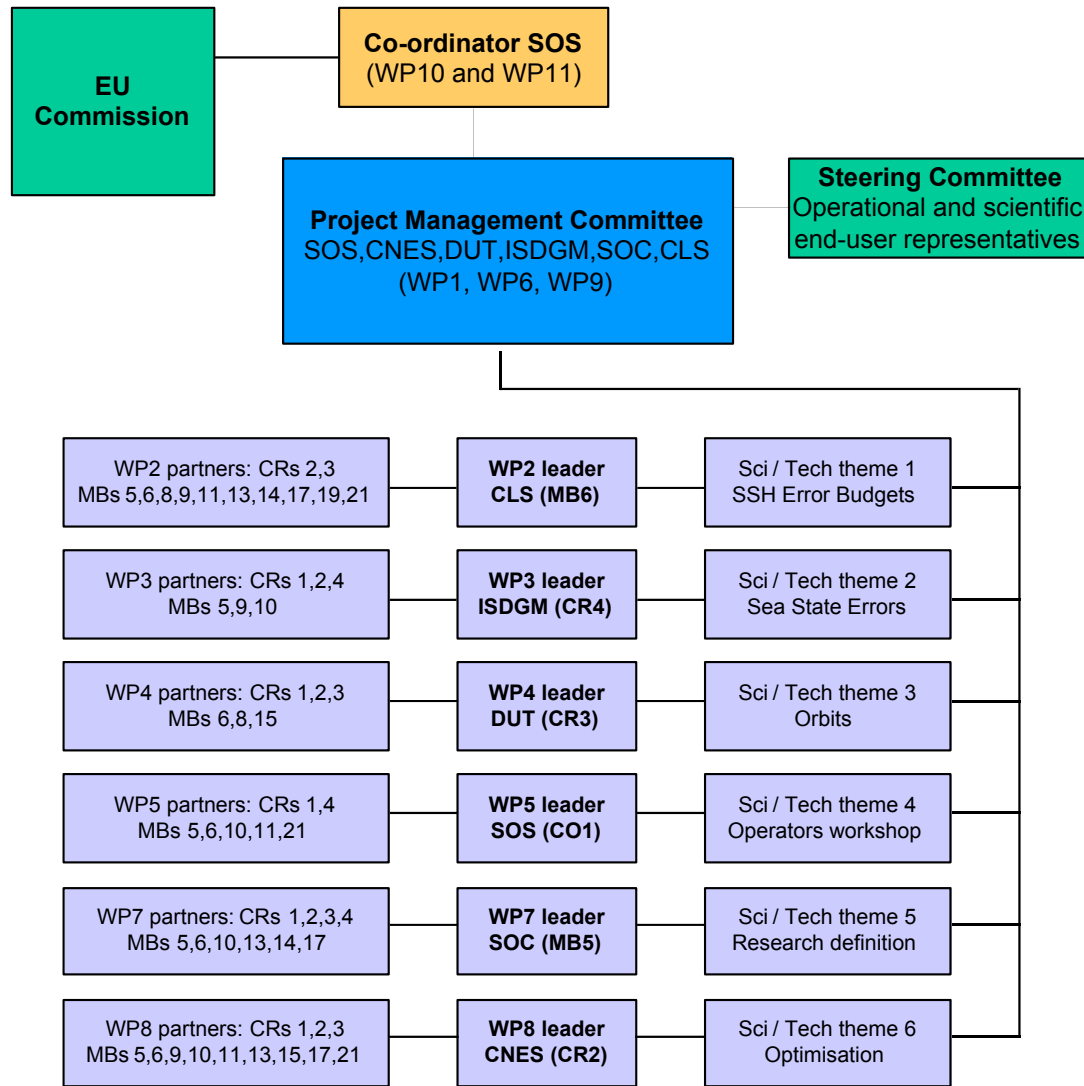 Co-ordinator SOS
(WP10 and WP11)
EU
Commission
Project Management Committee
SOS,CNES,DUT,ISDGM,SOC,CLS
(WP1, WP6, WP9)
Steering Committee
Operational and scientific
end-user representatives
WP2 partners: CRs 2,3
MBs 5,6,8,9,11,13,14,17,19,21
WP2 leader
CLS (MB6)
Sci / Tech theme 1
SSH Error Budgets
WP3 partners: CRs 1,2,4
MBs 5,9,10
WP3 leader
ISDGM (CR4)
Sci / Tech theme 2
Sea State Errors
WP4 partners: CRs 1,2,3
MBs 6,8,15
WP4 leader
DUT (CR3)
Sci / Tech theme 3
Orbits
WP5 partners: CRs 1,4
MBs 5,6,10,11,21
WP5 leader
SOS (CO1)
Sci / Tech theme 4
Operators workshop
WP7 partners: CRs 1,2,3,4
MBs 5,6,10,13,14,17
WP7 leader
SOC (MB5)
Sci / Tech theme 5
Research definition
WP8 partners: CRs 1,2,3
MBs 5,6,9,10,11,13,15,17,21
WP8 leader
CNES (CR2)
Sci / Tech theme 6
Optimisation